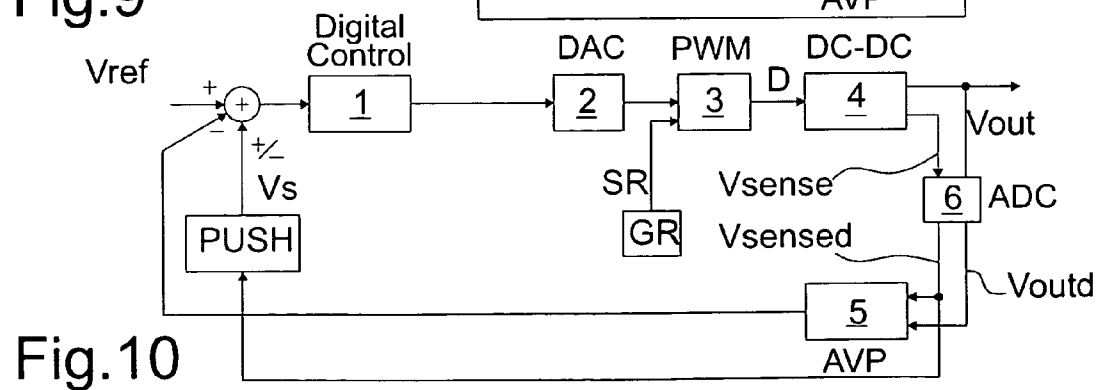 Fig.9
AVP
Digital
Control
DAC
PWM
DC-DC
Vref
+
+
-
+/-
1
2
3
D
4
Vout
Vs
SR
Vsense
6
ADC
PUSH
GR
Vsensed
Voutd
5
AVP
Fig.10